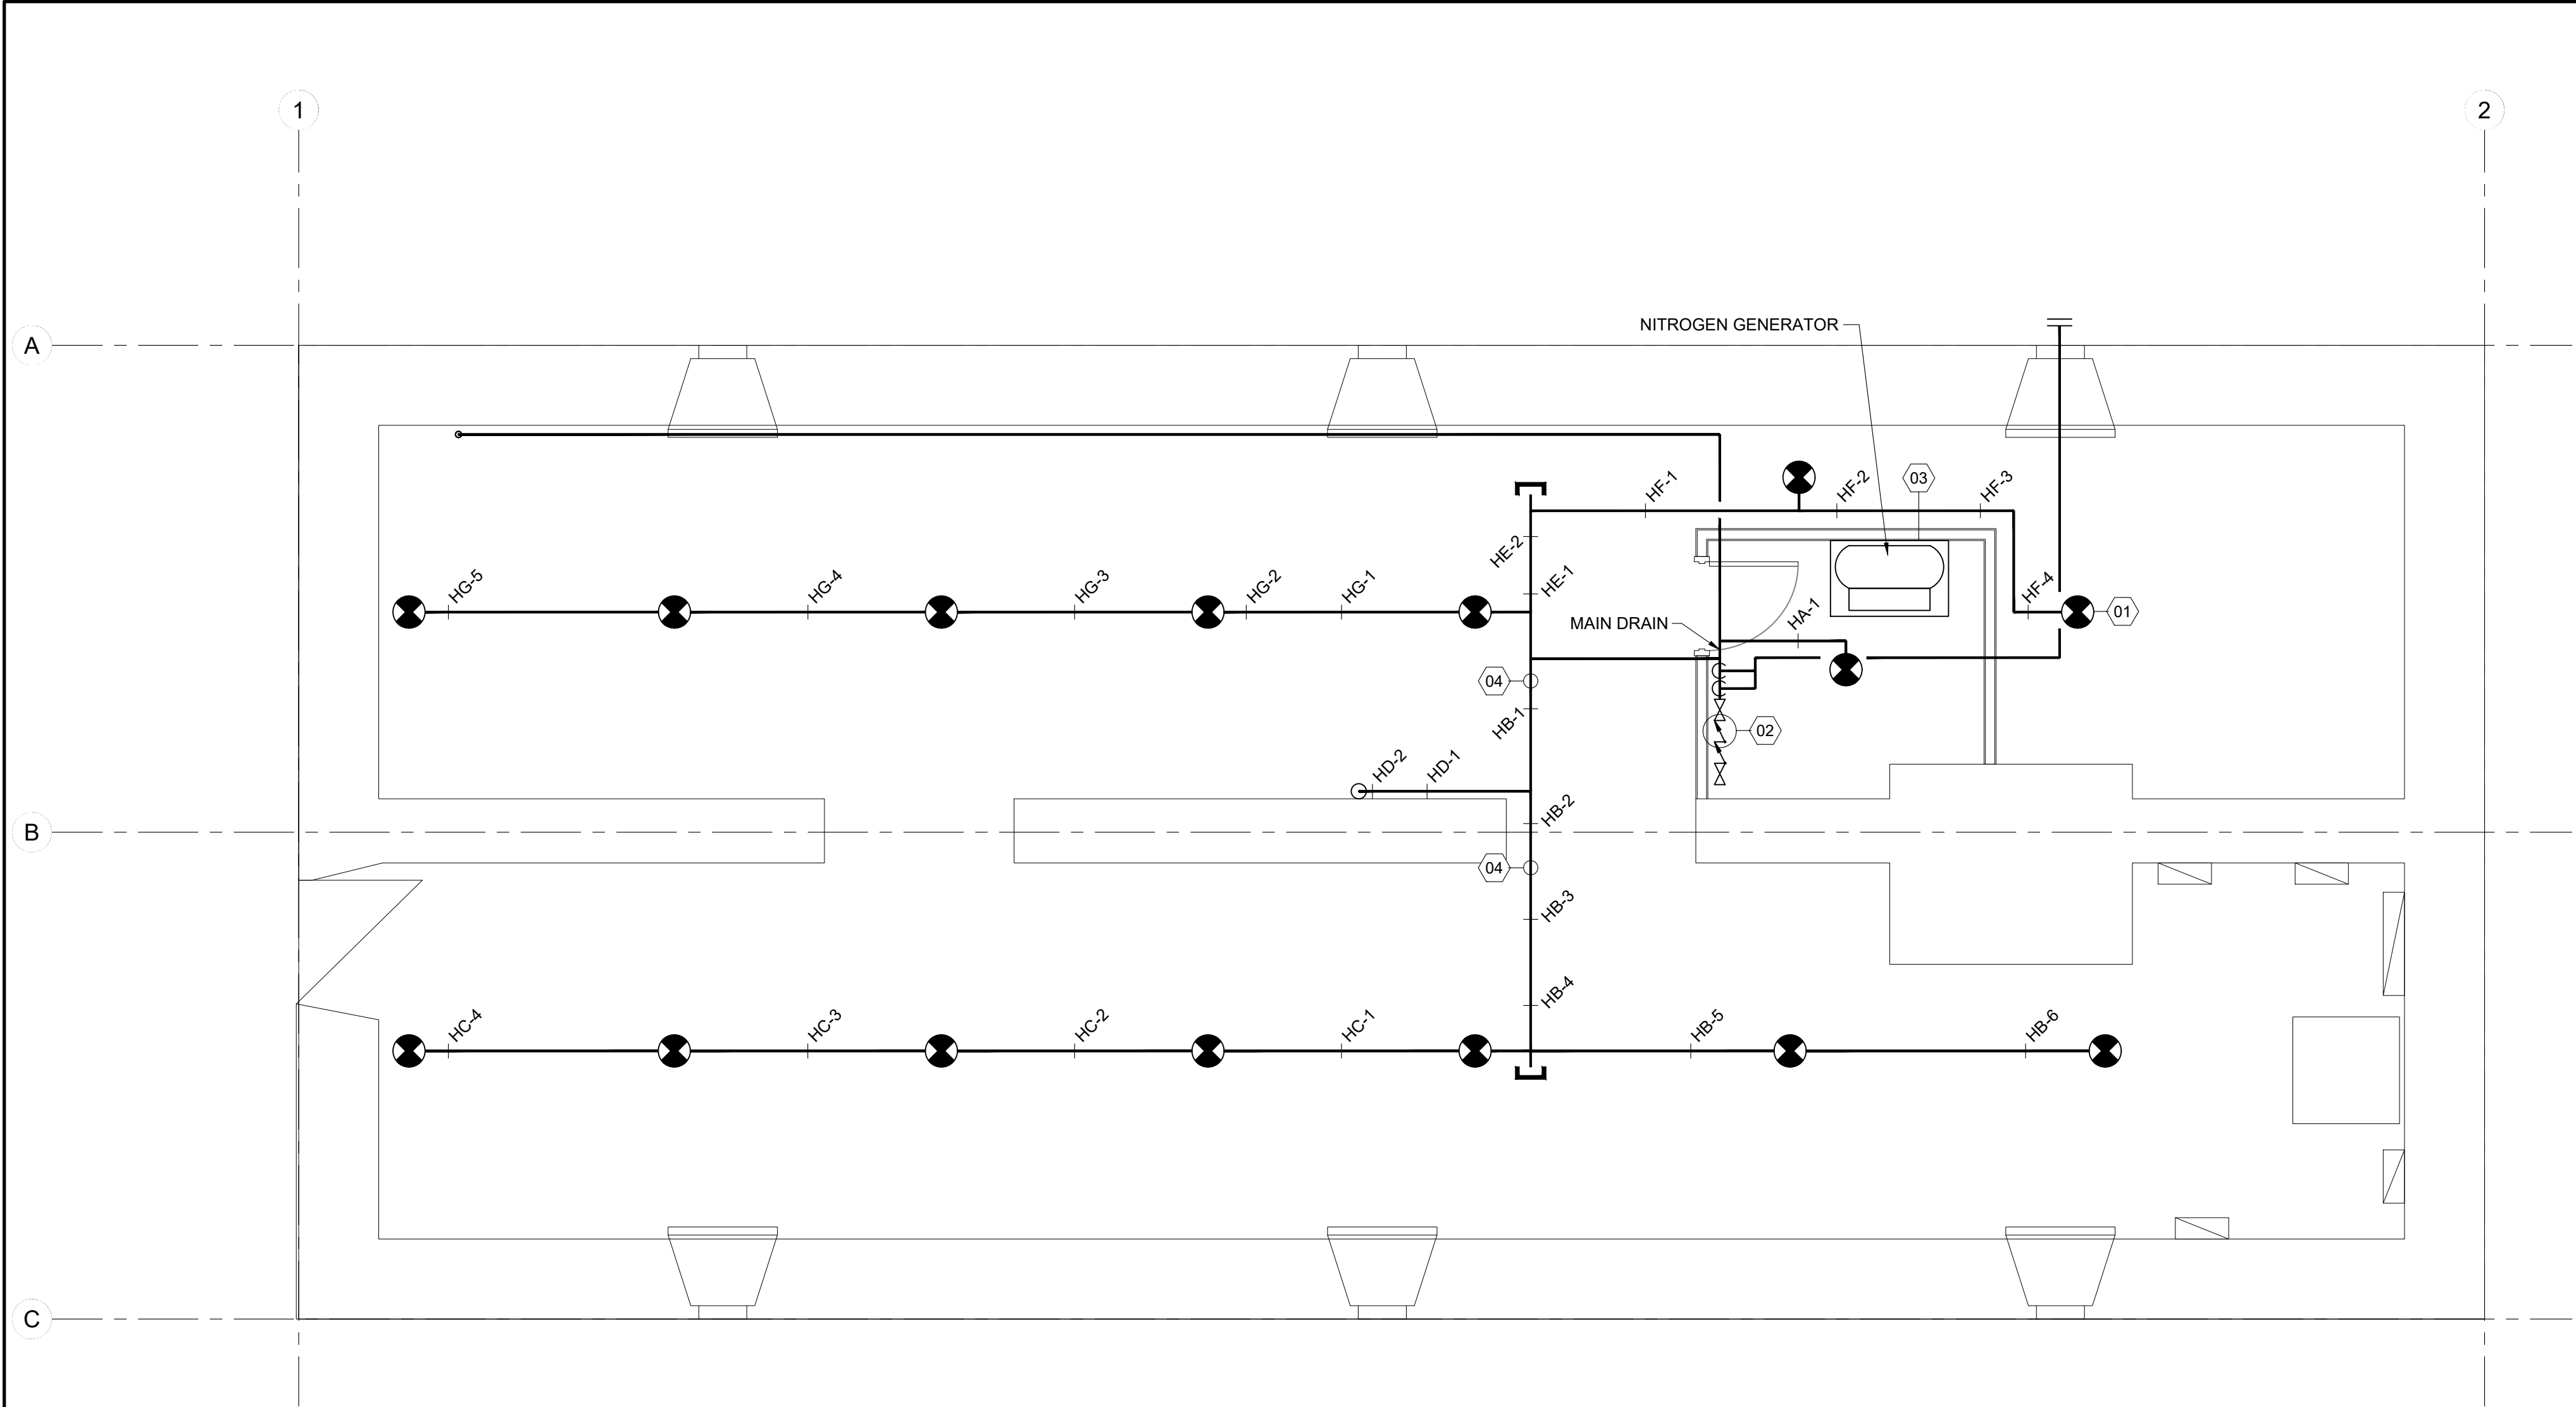 1
2
A
NITROGEN GENERATOR
HF-1
HF-2
03
HF-3
HE-2
HG-5
HG-4
HG-3
HG-2
HG-1
HE-1
HF-4
01
MAIN DRAIN
HA-1
04
HB-1
02
HD-2
HD-1
B
HB-2
04
HB-3
HB-4
HC-4
HC-3
HC-2
HC-1
HB-5
HB-6
C